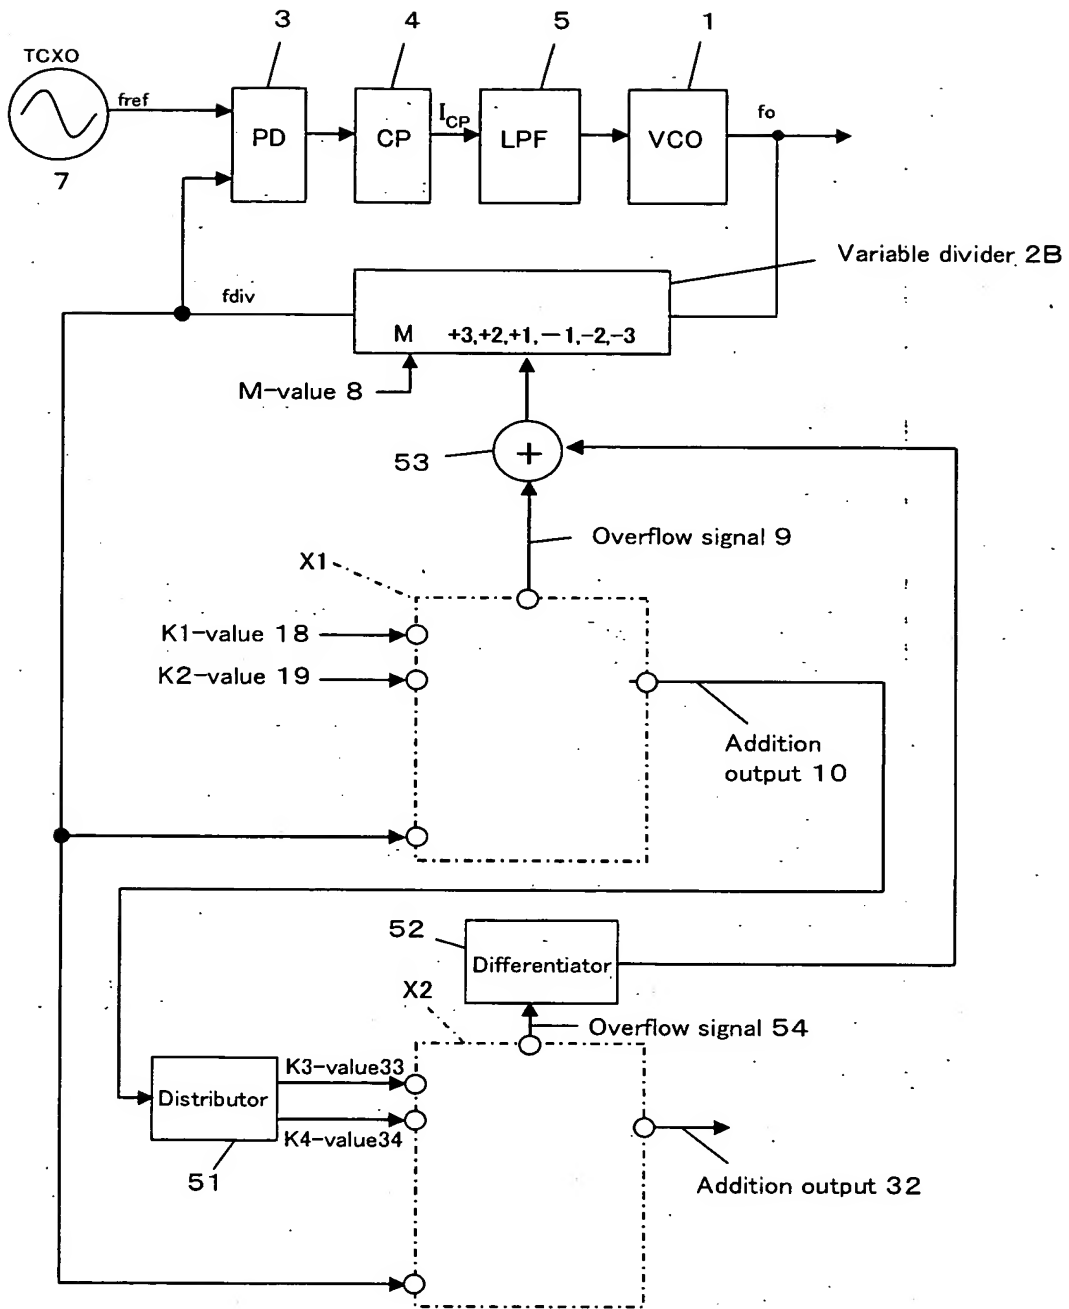 3
4
5
1
TCXO
fref
PD
CP
I_CP
LPF
VCO
fo
7
Variable divider 2B
fdiv
M
+3,+2,+1,－1,-2,-3
M-value 8
53
+
Overflow signal 9
X1
K1-value 18
K2-value 19
Addition
output 10
52
Differentiator
X2
Overflow signal 54
K3-value33
Distributor
K4-value34
51
Addition output 32